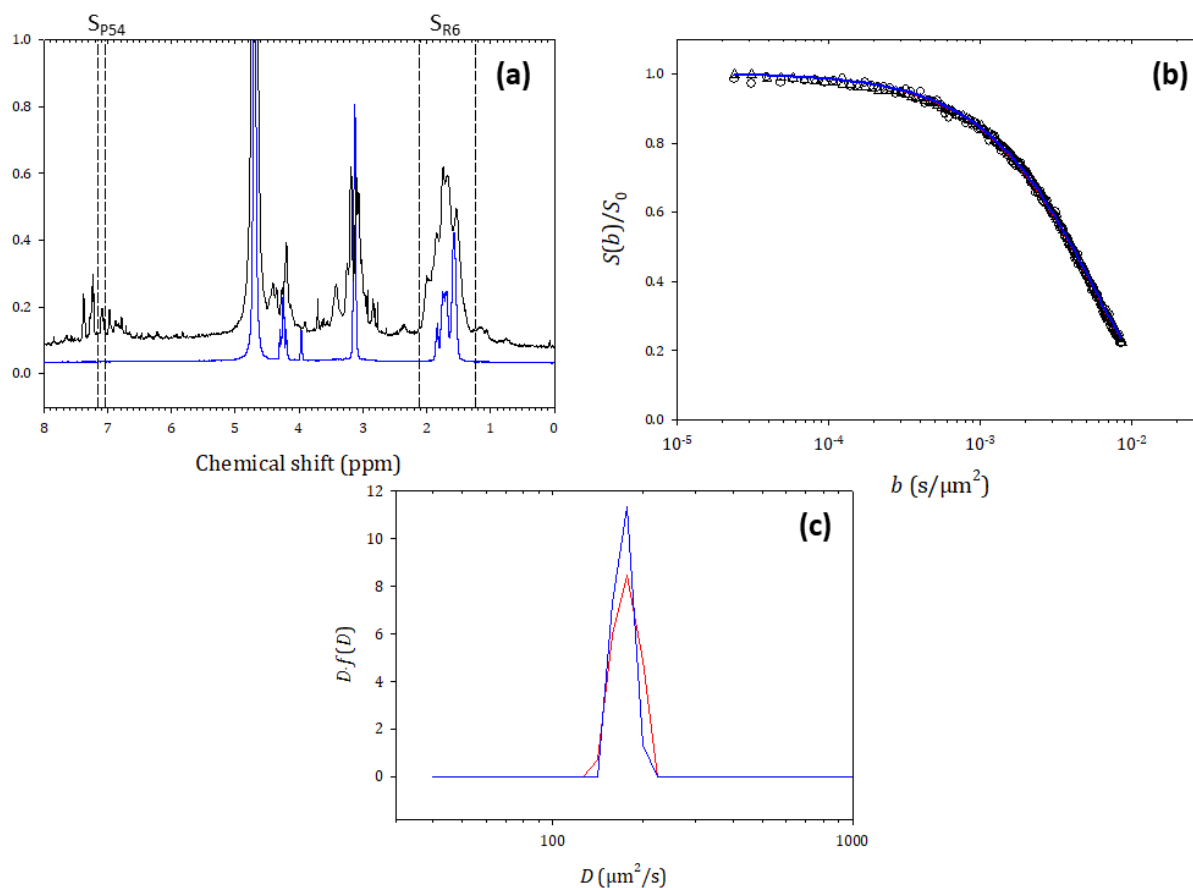 S_P54
S_R6
1.0
0.8
0.6
0.4
0.2
0.0
(a)
8 7 6 5 4 3 2 1 0
Chemical shift (ppm)
1.0
0.8
0.6
0.4
0.2
0.0
S(b)/S₀
(b)
10⁻⁵ 10⁻⁴ 10⁻³ 10⁻²
b (s/μm²)
12
10
8
6
4
2
0
D·f(D)
(c)
100 1000
D (μm²/s)